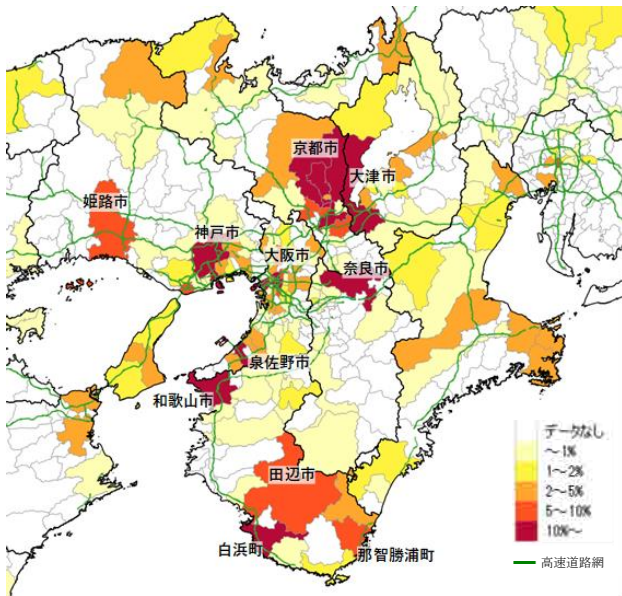 京都市
大津市
姫路市
神戸市
大阪市
奈良市
泉佐野市
和歌山市
田辺市
白浜町
那智勝浦町
データなし
～1%
1～2%
2～5%
5～10%
10%～
高速道路網